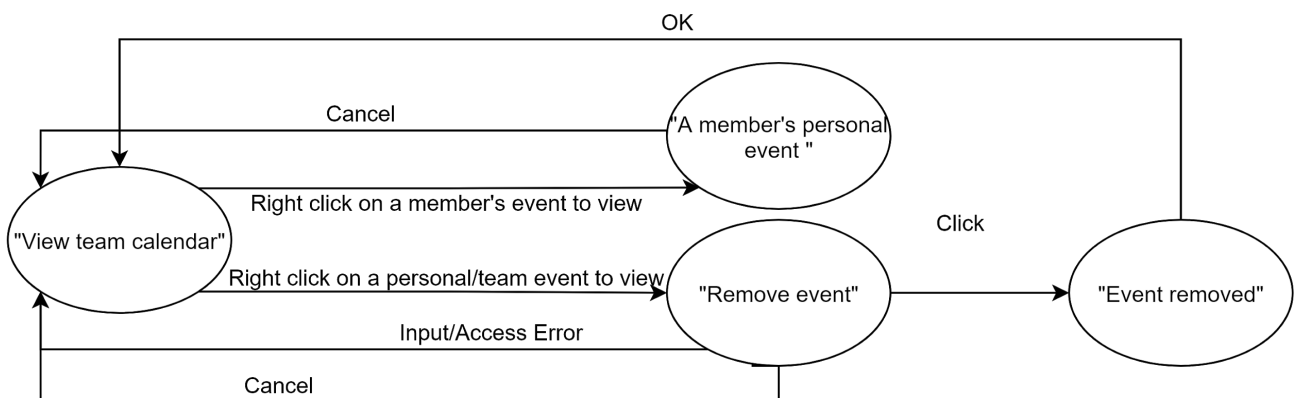 OK
Cancel
"A member's personal
event "
Right click on a member's event to view
"View team calendar"
Click
Right click on a personal/team event to view
"Remove event"
"Event removed"
Input/Access Error
Cancel